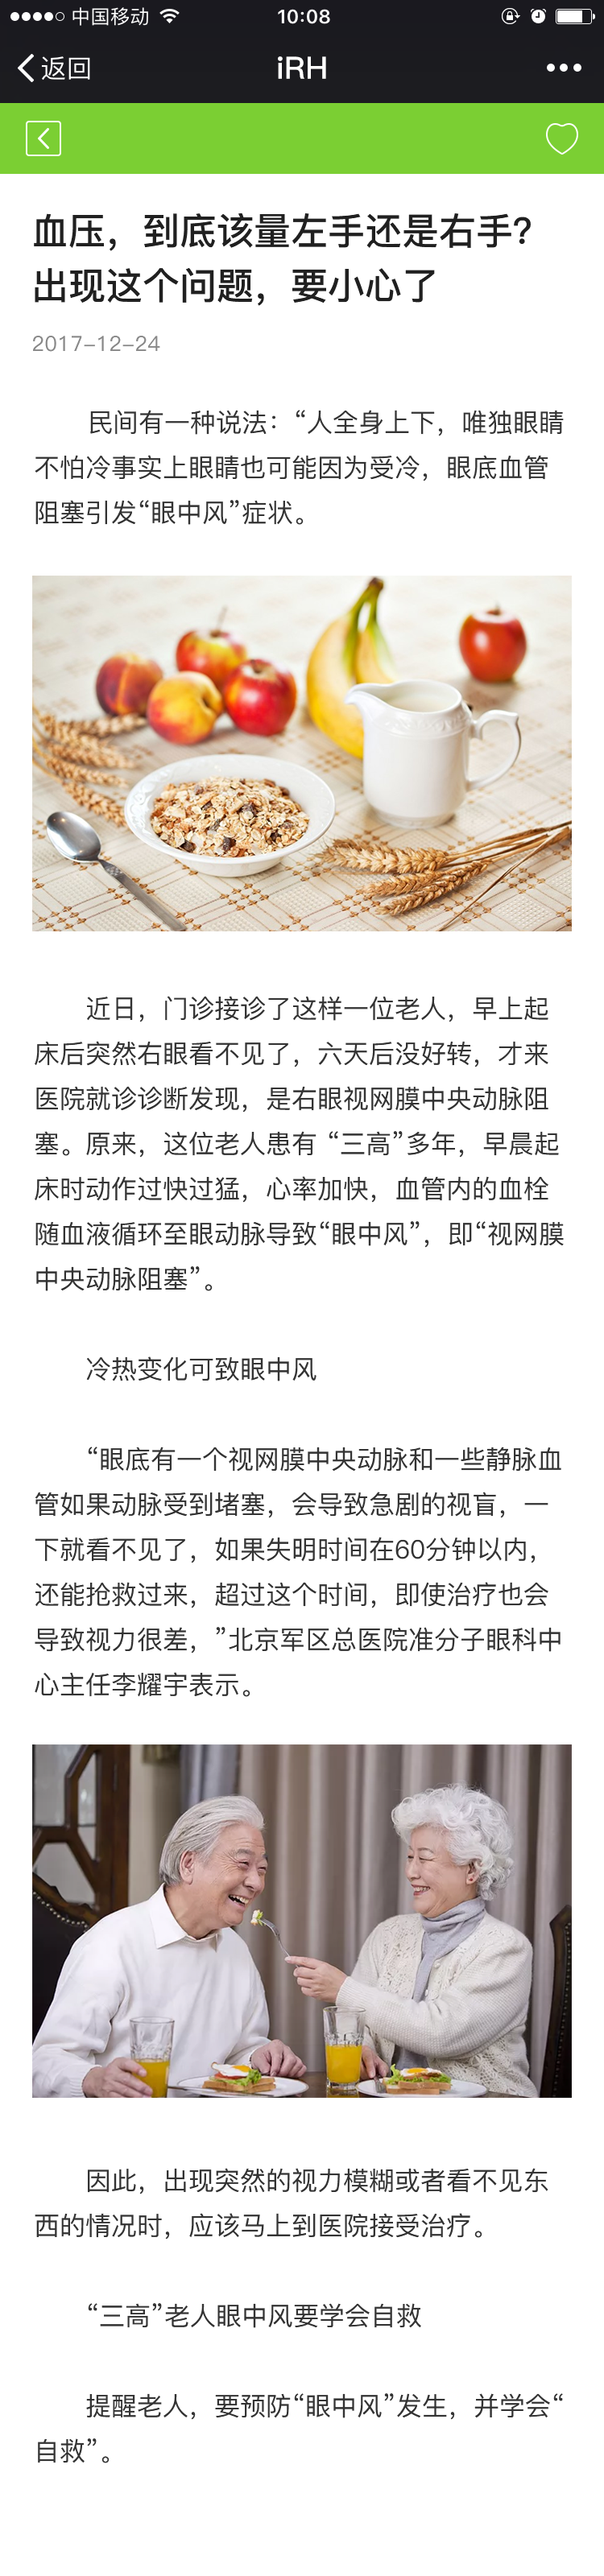 中国移动
10:08
返回
iRH
血压，到底该量左手还是右手?
出现这个问题，要小心了
2017-12-24
民间有一种说法：“人全身上下，唯独眼睛
不怕冷事实上眼睛也可能因为受冷，眼底血管
阻塞引发“眼中风”症状。
近日，门诊接诊了这样一位老人，早上起
床后突然右眼看不见了，六天后没好转，才来
医院就诊诊断发现，是右眼视网膜中央动脉阻
塞。原来，这位老人患有 “三高”多年，早晨起
床时动作过快过猛，心率加快，血管内的血栓
随血液循环至眼动脉导致“眼中风”，即“视网膜
中央动脉阻塞”。
冷热变化可致眼中风
“眼底有一个视网膜中央动脉和一些静脉血
管如果动脉受到堵塞，会导致急剧的视盲，一
下就看不见了，如果失明时间在60分钟以内，
还能抢救过来，超过这个时间，即使治疗也会
导致视力很差，”北京军区总医院准分子眼科中
心主任李耀宇表示。
因此，出现突然的视力模糊或者看不见东
西的情况时，应该马上到医院接受治疗。
“三高”老人眼中风要学会自救
提醒老人，要预防“眼中风”发生，并学会“
自救”。